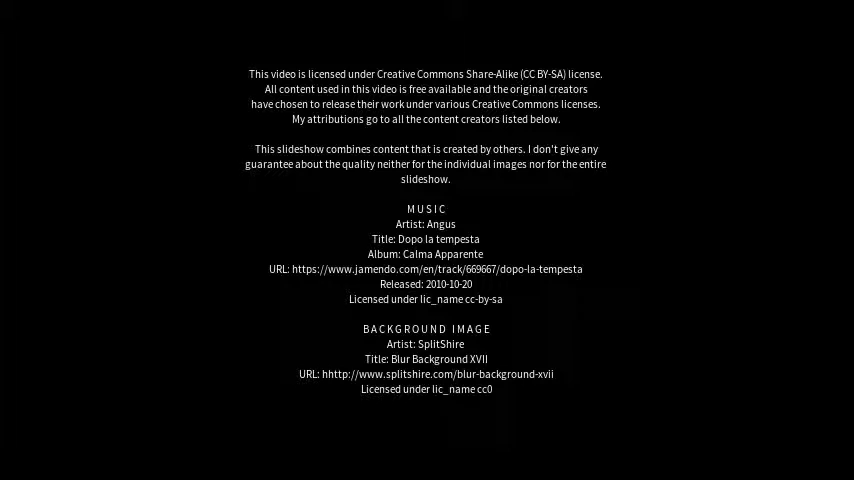 This video is licensed under Creative Commons Share-Alike (CC BY-SA) license.
All content used in this video is free available and the original creators
have chosen to release their work under various Creative Commons licenses.
My attributions go to all the content creators listed below.
This slideshow combines content that is created by others. I don't give any
guarantee about the quality neither for the individual images nor for the entire
slideshow.
MUSIC
Artist: Angus
Title: Dopo la tempesta
Album: Calma Apparente
URL: https://www.jamendo.com/en/track/669667/dopo-la-tempesta
Released: 2010-10-20
Licensed under lic_name cc-by-sa
BACKGROUND IMAGE
Artist: SplitShire
Title: Blur Background XVII
URL: hhttp://www.splitshire.com/blur-background-xvii
Licensed under lic_name cc0